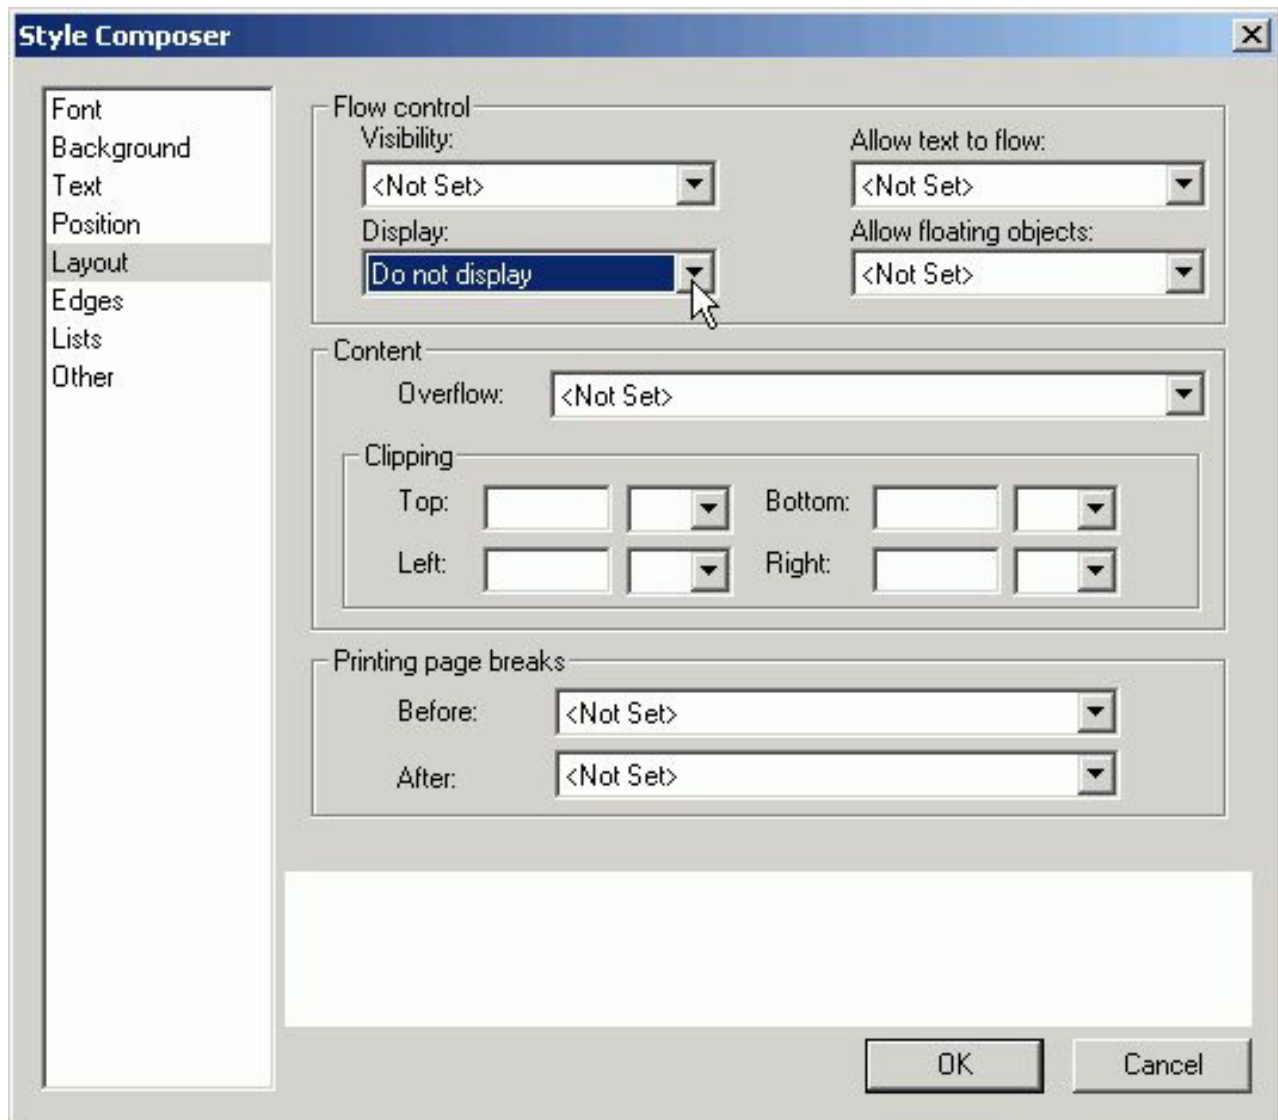 Style Composer
Font
Background
Text
Position
Layout
Edges
Lists
Other
Flow control
Visibility:
<Not Set>
Allow text to flow:
<Not Set>
Display:
Do not display
Allow floating objects:
<Not Set>
Content
Overflow: <Not Set>
Clipping
Top: Bottom:
Left: Right:
Printing page breaks
Before: <Not Set>
After: <Not Set>
OK Cancel